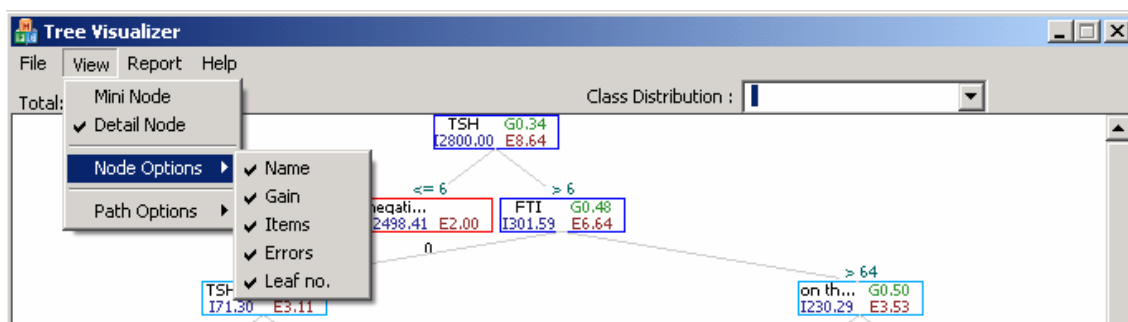 Tree Visualizer
File View Report Help
Total:
Class Distribution :
Mini Node
Detail Node
Node Options
Path Options
Name
Gain
Items
Errors
Leaf no.
TSH G0.34
I2800.00 E8.64
<= 6 > 6
negati...
2498.41 E2.00
FTI G0.48
I301.59 E6.64
0
> 64
TSH
I71.30 E3.11
on th... G0.50
I230.29 E3.53